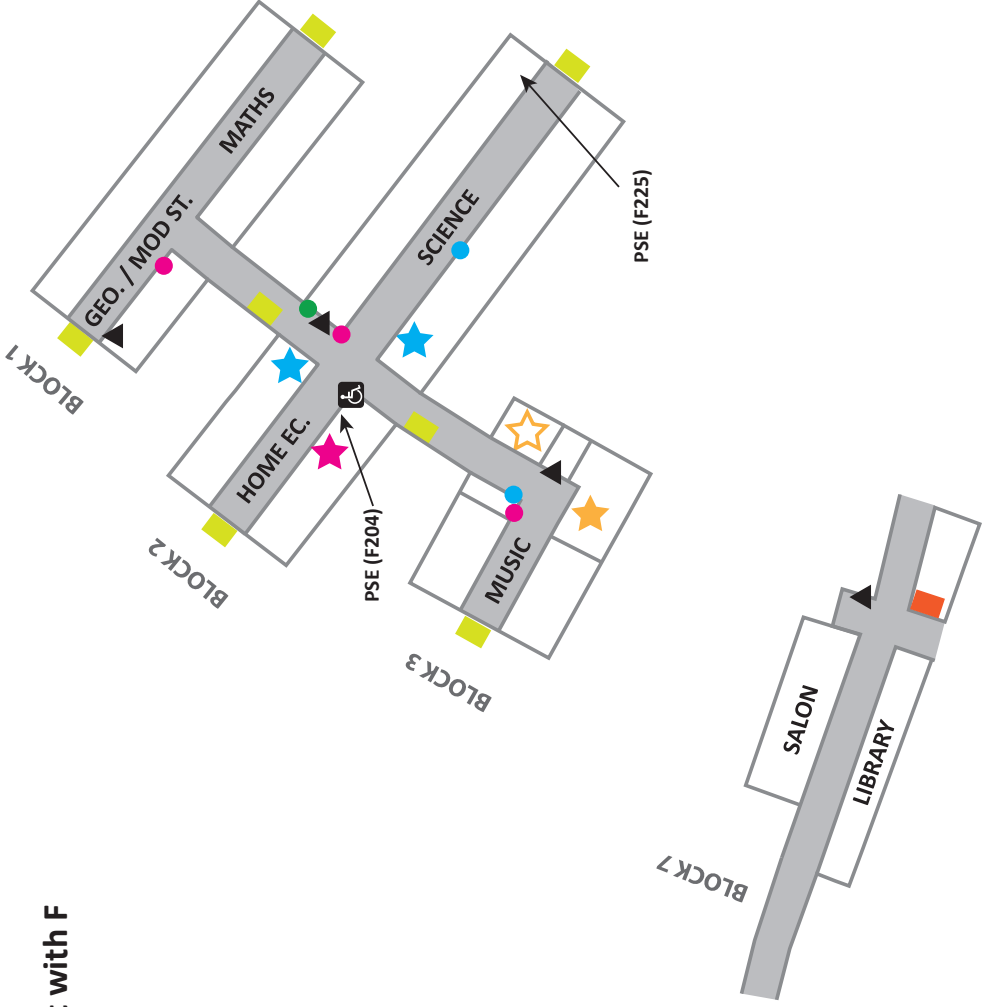 MATHS
GEO. / MOD ST.
BLOCK 1
SCIENCE
PSE (F225)
HOME EC.
BLOCK 2
PSE (F204)
MUSIC
BLOCK 3
SALON
LIBRARY
BLOCK 7
with F